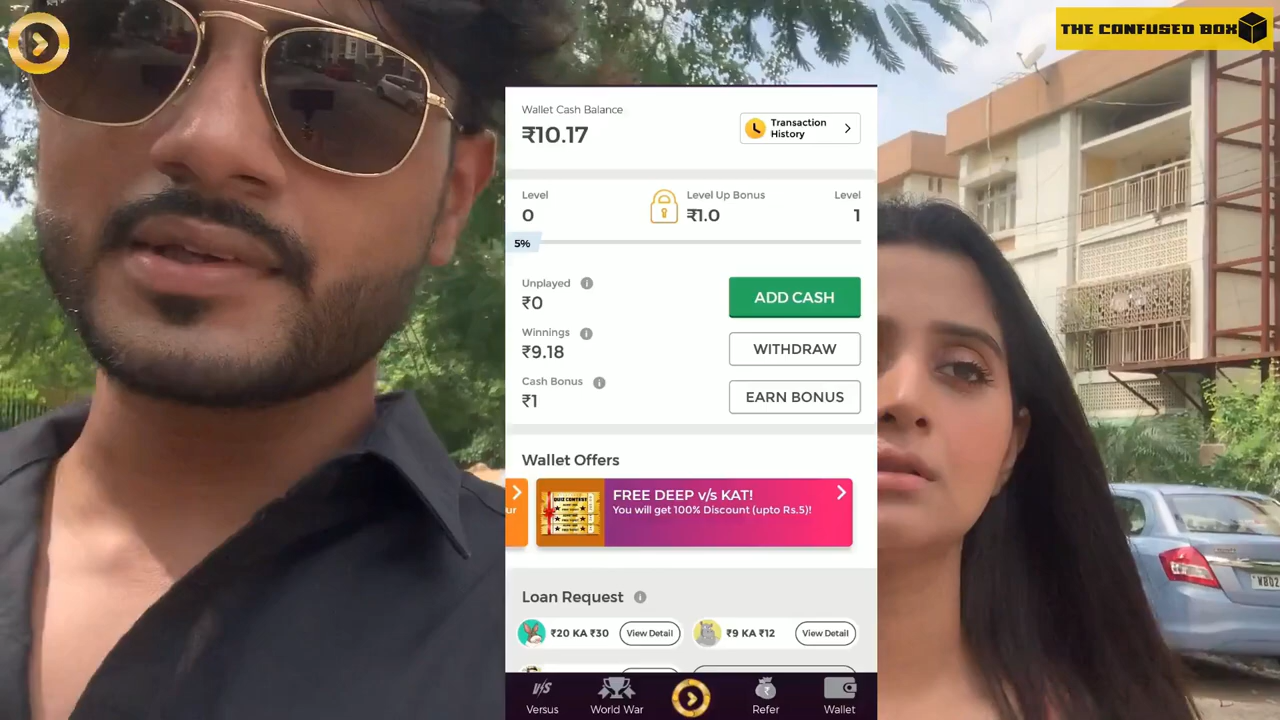 THE CONFUSED BOX
Wallet Cash Balance
₹10.17
Transaction
History
Level
Level Up Bonus
Level
0
₹1.0
1
5%
Unplayed
₹0
ADD CASH
Winnings
₹9.18
WITHDRAW
Cash Bonus
₹1
EARN BONUS
Wallet Offers
ur
QUIZ CONTEST
FREE DEEP v/s KAT!
You will get 100% Discount (upto Rs.5)!
Loan Request
₹20 KA ₹30
View Detail
₹9 KA ₹12
View Detail
V/S
Versus
World War
Refer
Wallet